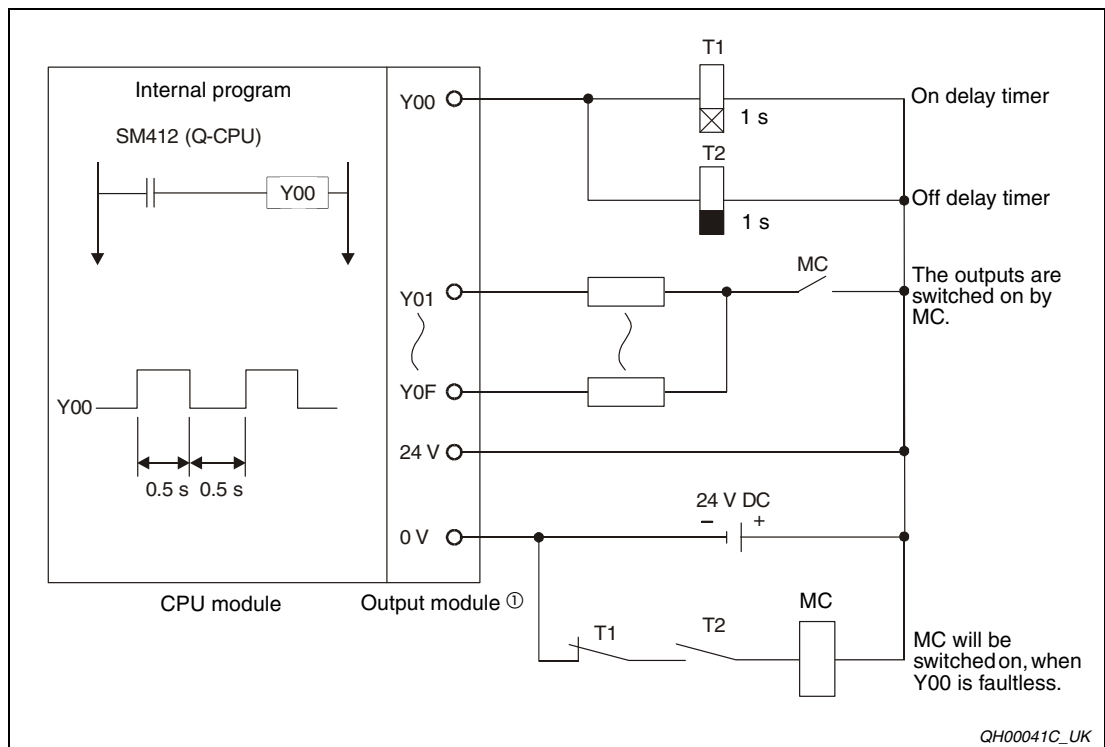 Internal program
SM412 (Q-CPU)
Y00
Y00
0.5 s 0.5 s
CPU module
Y00
Y01
Y0F
24 V
0 V
Output module ①
T1
1 s
On delay timer
T2
1 s
Off delay timer
MC
The outputs are
switched on by
MC.
24 V DC
– +
T1
T2
MC
MC will be
switched on, when
Y00 is faultless.
QH00041C_UK